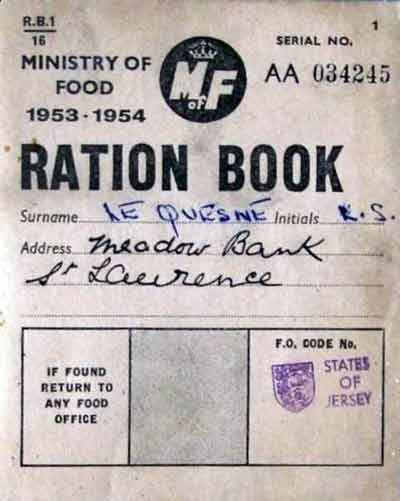 R.B.1
16
1
MINISTRY OF
FOOD
1953-1954
M of F
SERIAL NO.
AA 034245
RATION BOOK
Surname LE QUESNE Initials K.S.
Address Meadow Bank
St Lawrence
IF FOUND
RETURN TO
ANY FOOD
OFFICE
F.O. CODE No.
STATES
OF
JERSEY